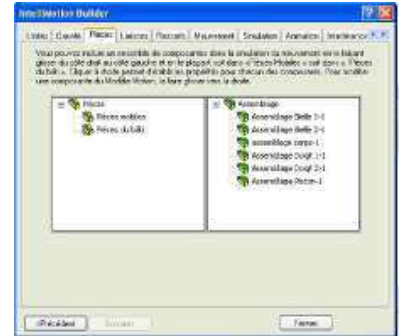 IntelliMotion Builder
Unités Gravité Pièces Liaisons Ressorts Mouvement Simulation Animation Interférence
Vous pouvez inclure un ensemble de composantes dans la simulation du mouvement en le faisant
glisser du côté droit au côté gauche et en le plaçant soit dans « Pièces Mobiles » soit dans « Pièces
du bâti ». Cliquer à droite permet d'établir les propriétés pour chacun des composants. Pour
une composante du Modèle Motion, la faire glisser vers la droite.
Pièces
Pièces mobiles
Pièces du bâti
Assemblage
Assemblage Bielle 2-1
Assemblage Bielle 1-1
assemblage corps-1
Assemblage Doigt 1-1
Assemblage Doigt 2-1
Assemblage Piston-1
<Précédent
Suivant>
Fermer